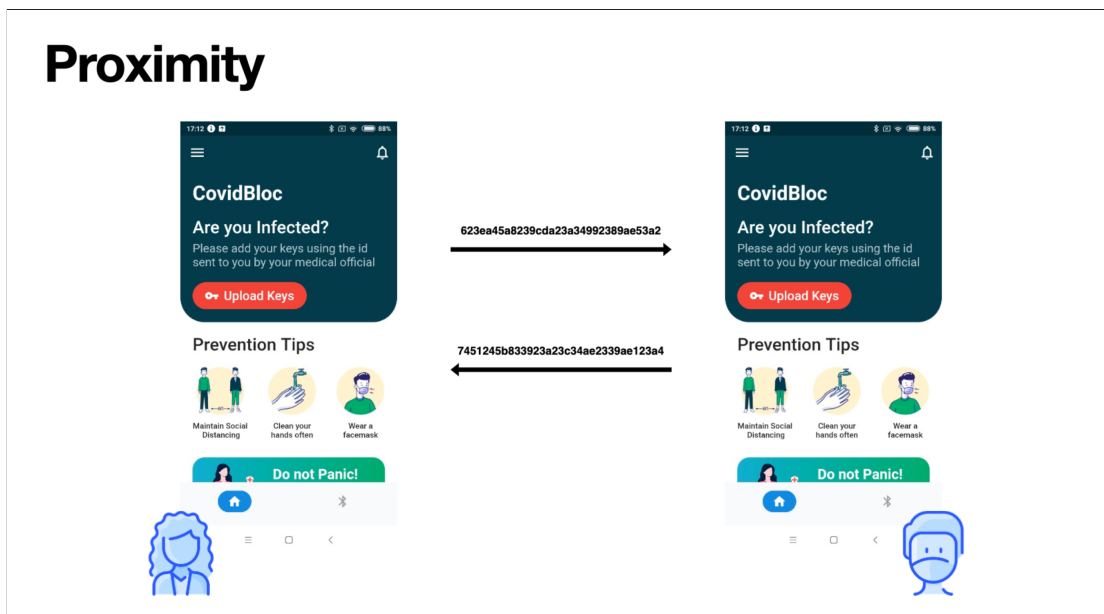 Proximity
17:12
88%
CovidBloc
Are you Infected?
Please add your keys using the id
sent to you by your medical official
Upload Keys
Prevention Tips
Maintain Social
Distancing
Clean your
hands often
Wear a
facemask
Do not Panic!
623ea45a8239cda23a34992389ae53a2
7451245b833923a23c34ae2339ae123a4
17:12
88%
CovidBloc
Are you Infected?
Please add your keys using the id
sent to you by your medical official
Upload Keys
Prevention Tips
Maintain Social
Distancing
Clean your
hands often
Wear a
facemask
Do not Panic!